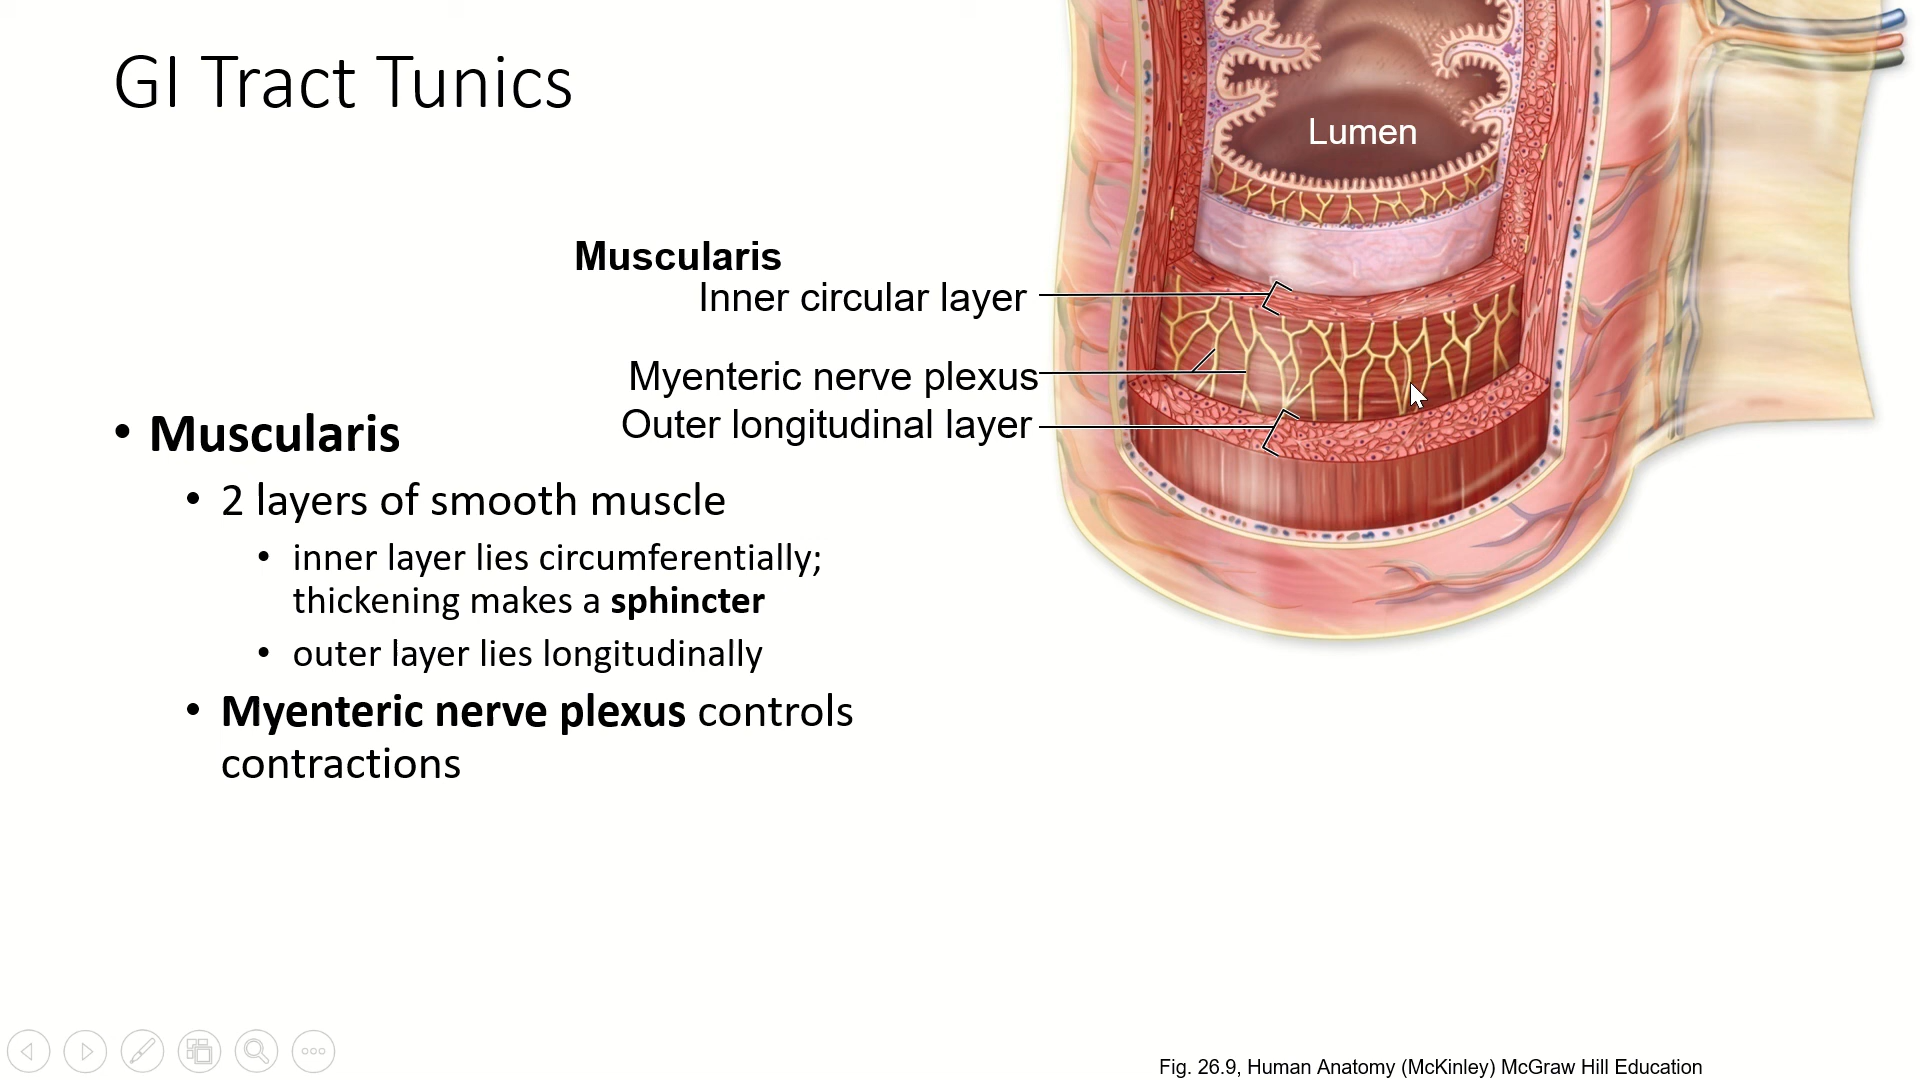 GI Tract Tunics
Lumen
Muscularis
Inner circular layer
Myenteric nerve plexus
Outer longitudinal layer
• Muscularis
• 2 layers of smooth muscle
• inner layer lies circumferentially;
thickening makes a sphincter
• outer layer lies longitudinally
• Myenteric nerve plexus controls
contractions
Fig. 26.9, Human Anatomy (McKinley) McGraw Hill Education